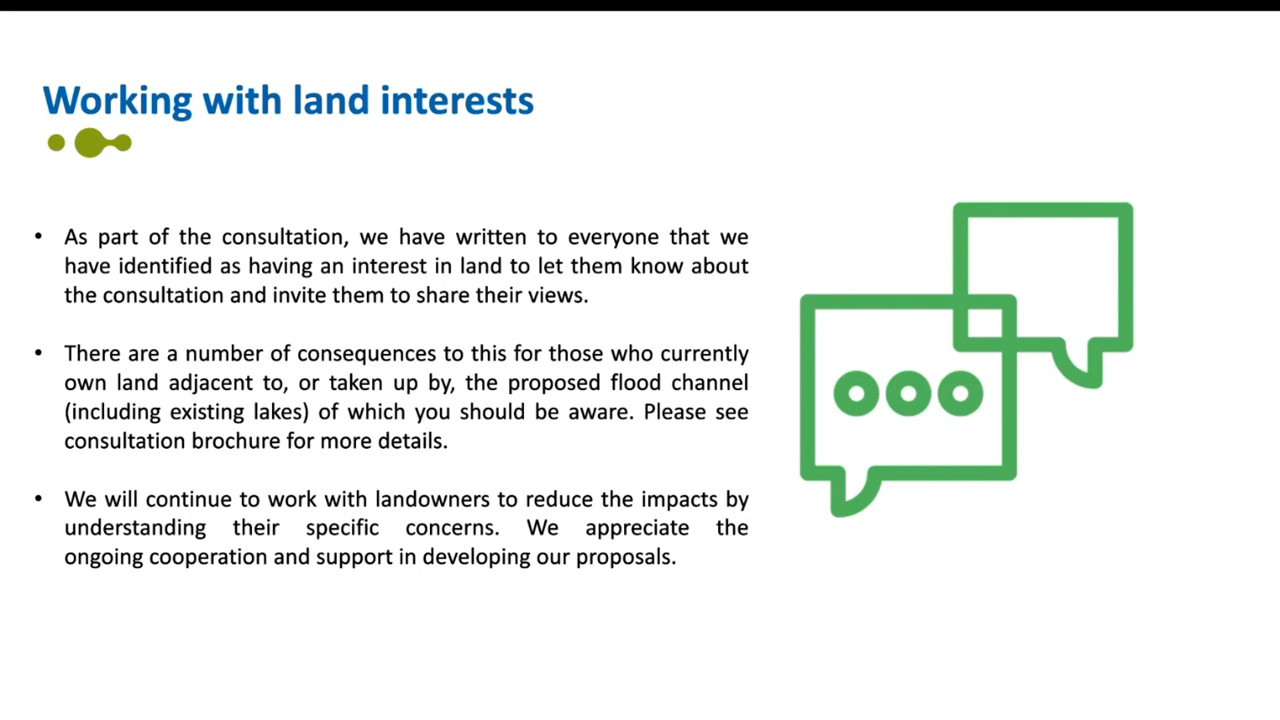 Working with land interests
• As part of the consultation, we have written to everyone that we
have identified as having an interest in land to let them know about
the consultation and invite them to share their views.
• There are a number of consequences to this for those who currently
own land adjacent to, or taken up by, the proposed flood channel
(including existing lakes) of which you should be aware. Please see
consultation brochure for more details.
• We will continue to work with landowners to reduce the impacts by
understanding their specific concerns. We appreciate the
ongoing cooperation and support in developing our proposals.